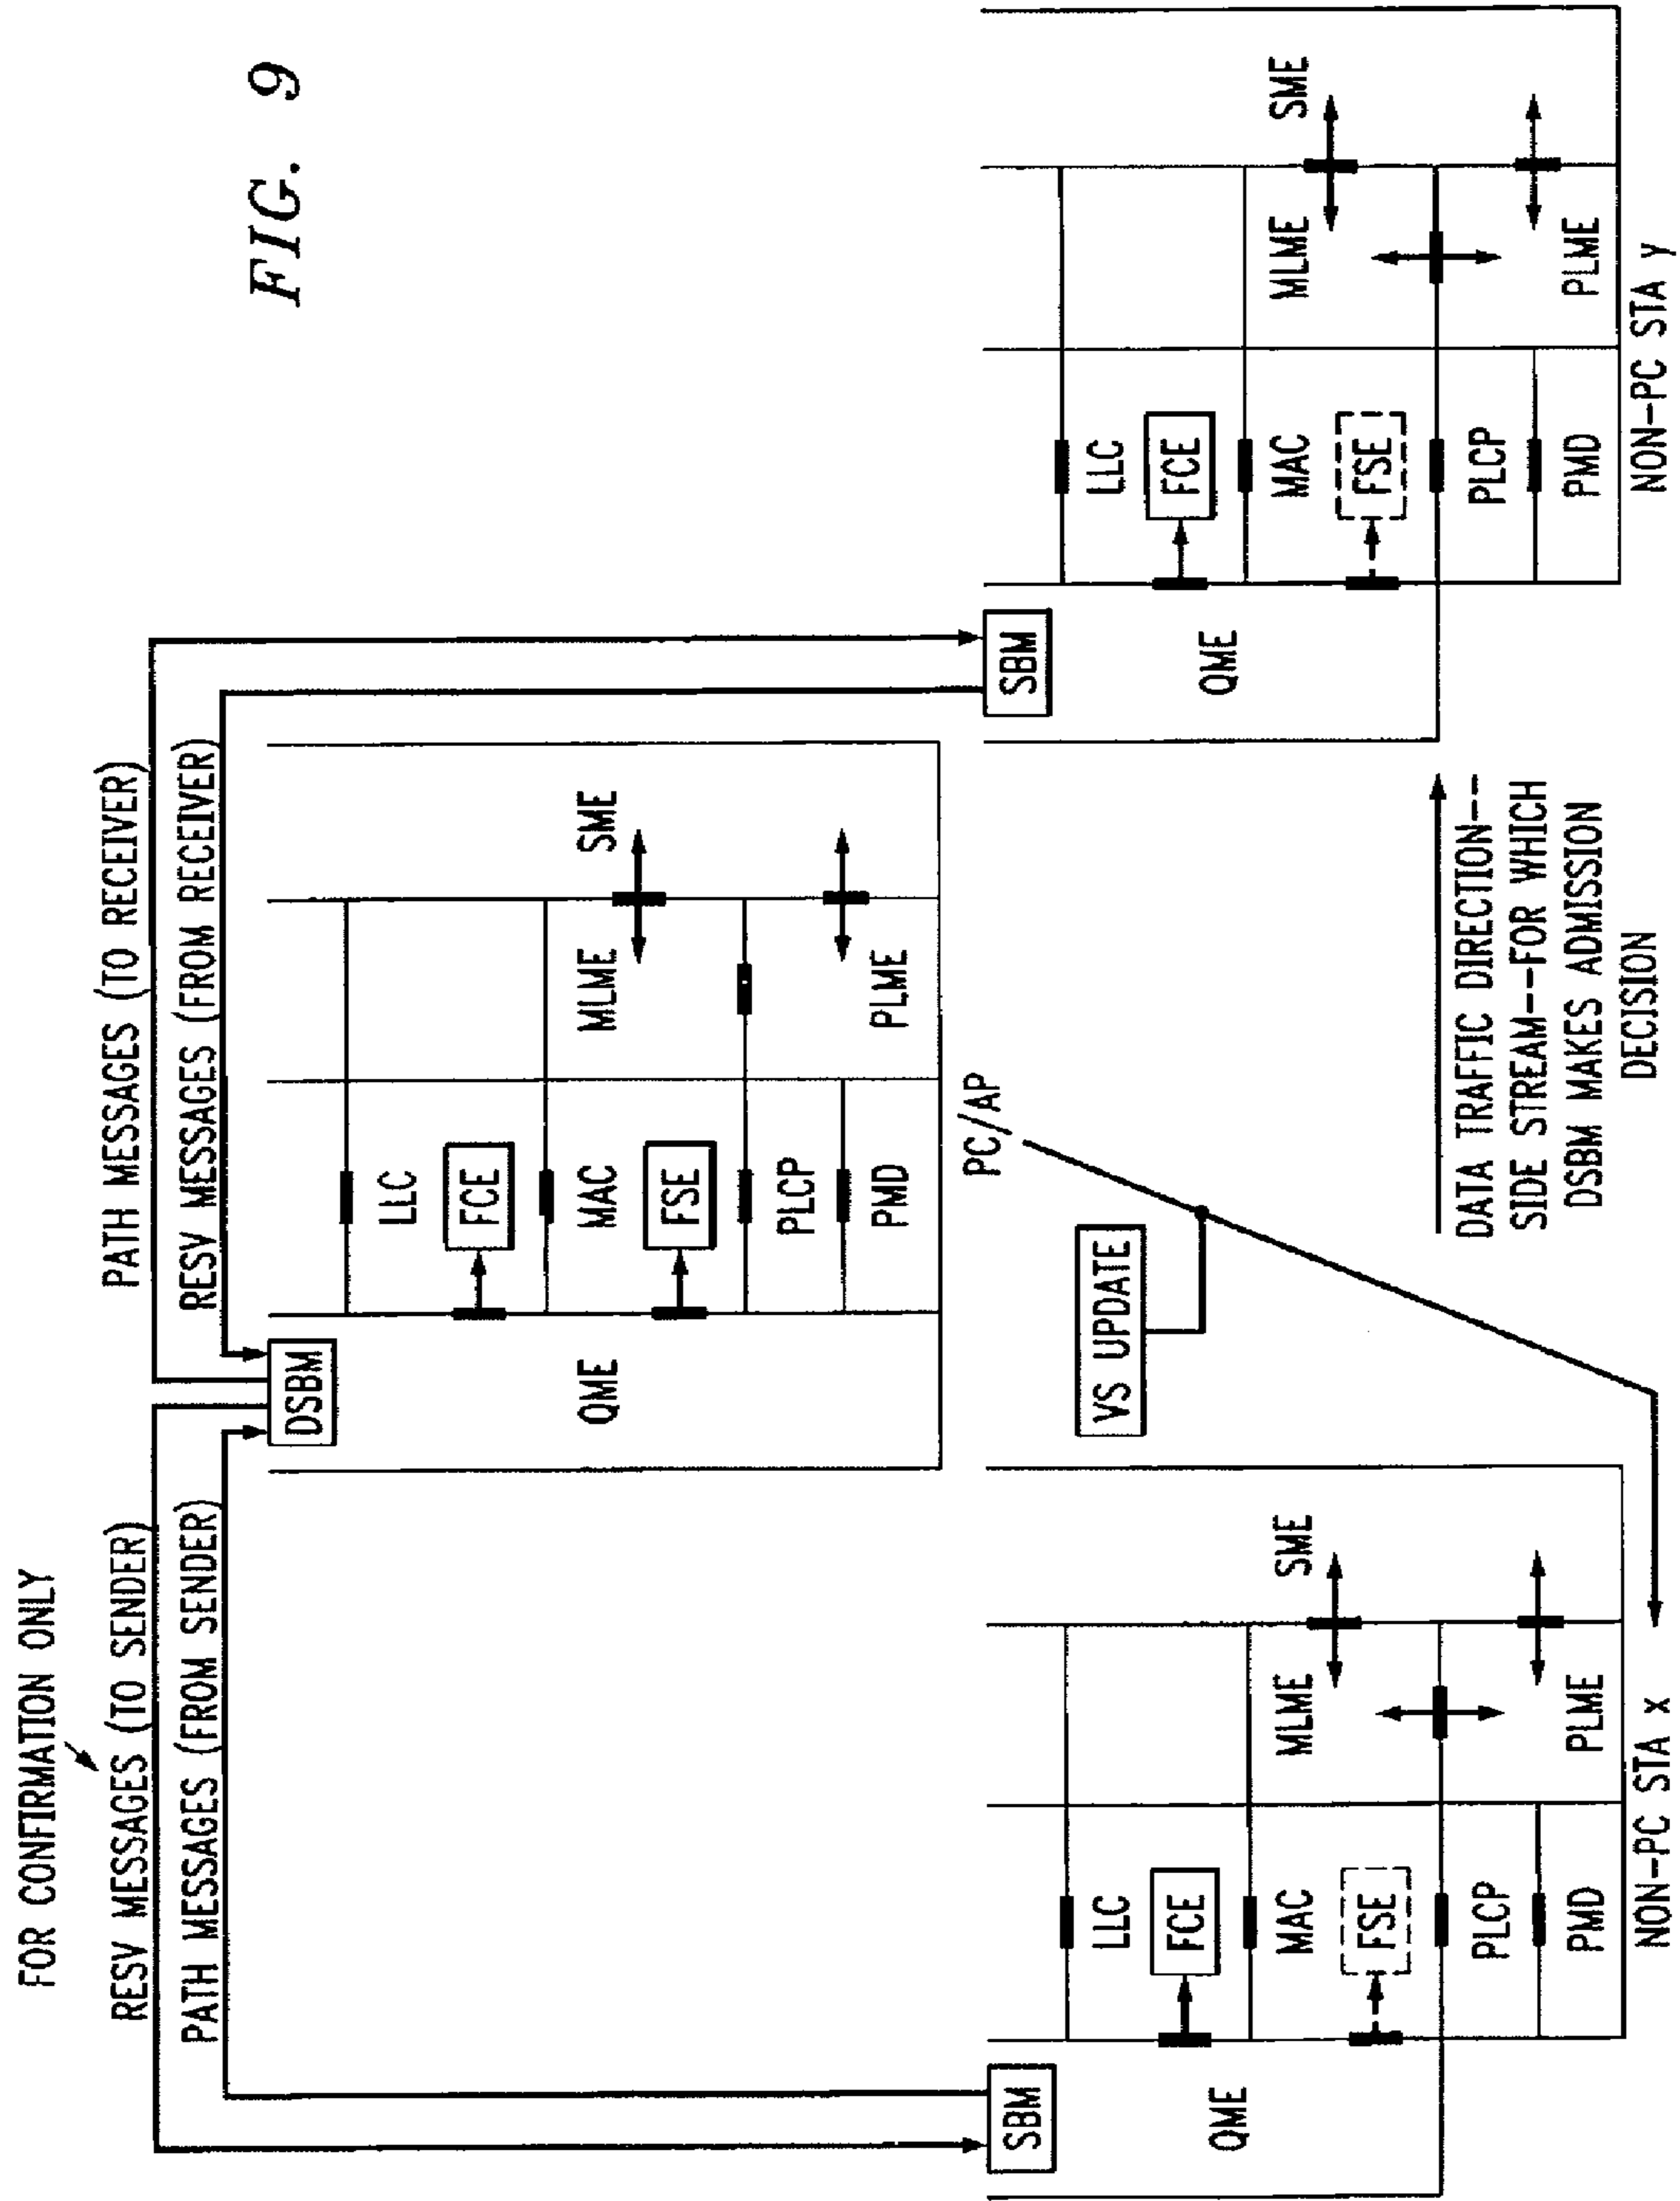 FIG. 9
FOR CONFIRMATION ONLY
RESV MESSAGES (TO SENDER)
PATH MESSAGES (FROM SENDER)
PATH MESSAGES (TO RECEIVER)
RESV MESSAGES (FROM RECEIVER)
DSBM
QME
LLC
FCE
MAC
FSE
PLCP
PMD
MLME
SME
PLME
PC/AP
VS UPDATE
SBM
QME
LLC
FCE
MAC
FSE
PLCP
PMD
MLME
SME
PLME
NON-PC STA x
DATA TRAFFIC DIRECTION--
SIDE STREAM--FOR WHICH
DSBM MAKES ADMISSION
DECISION
SBM
QME
LLC
FCE
MAC
FSE
PLCP
PMD
MLME
SME
PLME
NON-PC STA y